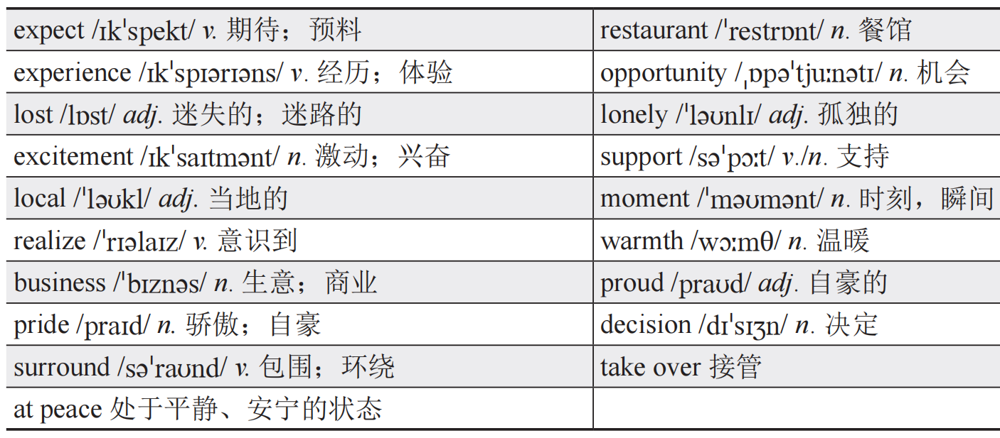 expect /ɪkˈspekt/ v. 期待；预料 restaurant /ˈrestrɒnt/ n. 餐馆
experience /ɪkˈspɪərɪəns/ v. 经历；体验 opportunity /ˌɒpəˈtjuːnətɪ/ n. 机会
lost /lɒst/ adj. 迷失的；迷路的 lonely /ˈləʊnlɪ/ adj. 孤独的
excitement /ɪkˈsaɪtmənt/ n. 激动；兴奋 support /səˈpɔːt/ v./n. 支持
local /ˈləʊkl/ adj. 当地的 moment /ˈməʊmənt/ n. 时刻，瞬间
realize /ˈrɪəlaɪz/ v. 意识到 warmth /wɔːmθ/ n. 温暖
business /ˈbɪznəs/ n. 生意；商业 proud /praʊd/ adj. 自豪的
pride /praɪd/ n. 骄傲；自豪 decision /dɪˈsɪʒn/ n. 决定
surround /səˈraʊnd/ v. 包围；环绕 take over 接管
at peace 处于平静、安宁的状态